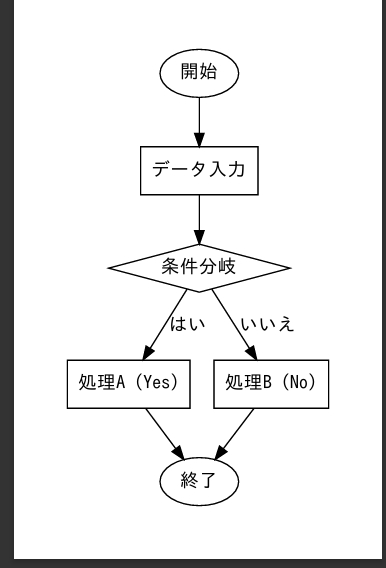 開始
データ入力
条件分岐
はい
いいえ
処理A (Yes)
処理B (No)
終了